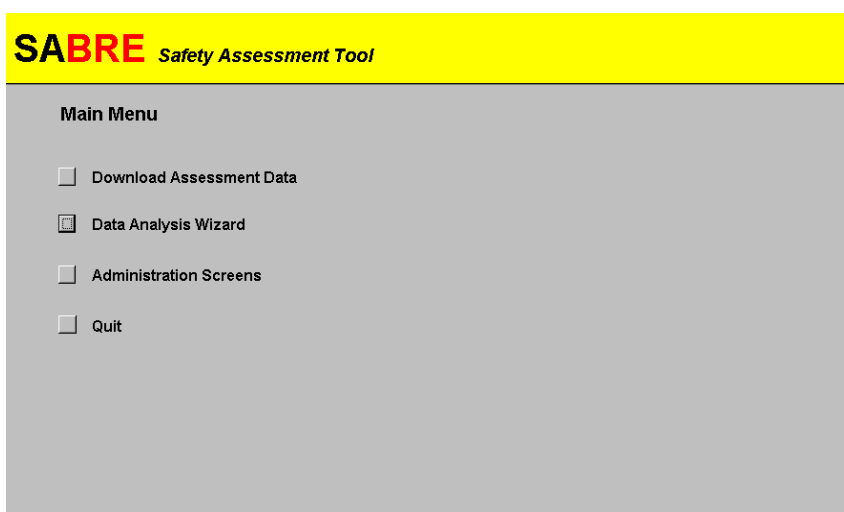 SABRE Safety Assessment Tool
Main Menu
Download Assessment Data
Data Analysis Wizard
Administration Screens
Quit